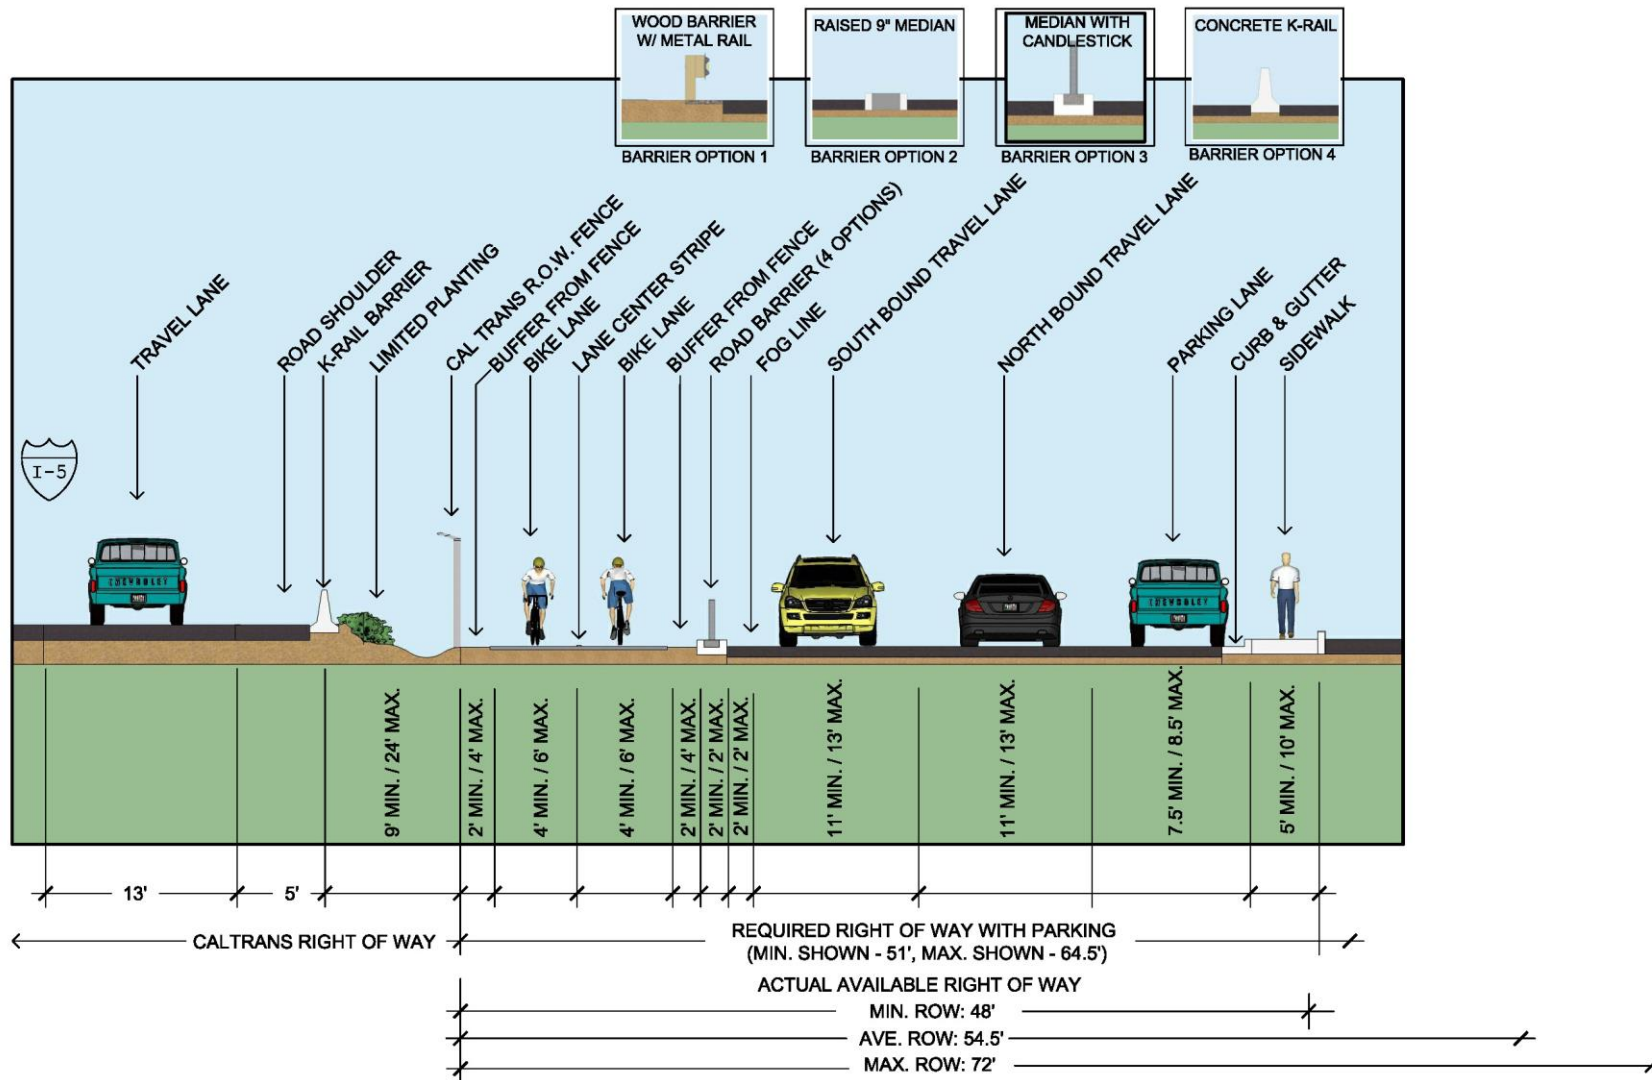 WOOD BARRIER
W/ METAL RAIL
BARRIER OPTION 1
RAISED 9" MEDIAN
BARRIER OPTION 2
MEDIAN WITH
CANDLESTICK
BARRIER OPTION 3
CONCRETE K-RAIL
BARRIER OPTION 4
TRAVEL LANE
ROAD SHOULDER
K-RAIL BARRIER
LIMITED PLANTING
CAL TRANS R.O.W. FENCE
BUFFER FROM FENCE
BIKE LANE
LANE CENTER STRIPE
BIKE LANE
BUFFER FROM FENCE
ROAD BARRIER (4 OPTIONS)
FOG LINE
SOUTH BOUND TRAVEL LANE
NORTH BOUND TRAVEL LANE
PARKING LANE
CURB & GUTTER
SIDEWALK
I-5
CHEVROLET
CHEVROLET
9' MIN. / 24' MAX.
2' MIN. / 4' MAX.
4' MIN. / 6' MAX.
4' MIN. / 6' MAX.
2' MIN. / 4' MAX.
2' MIN. / 2' MAX.
2' MIN. / 2' MAX.
11' MIN. / 13' MAX.
11' MIN. / 13' MAX.
7.5' MIN. / 8.5' MAX.
5' MIN. / 10' MAX.
13'
5'
CALTRANS RIGHT OF WAY
REQUIRED RIGHT OF WAY WITH PARKING
(MIN. SHOWN - 51', MAX. SHOWN - 64.5')
ACTUAL AVAILABLE RIGHT OF WAY
MIN. ROW: 48'
AVE. ROW: 54.5'
MAX. ROW: 72'